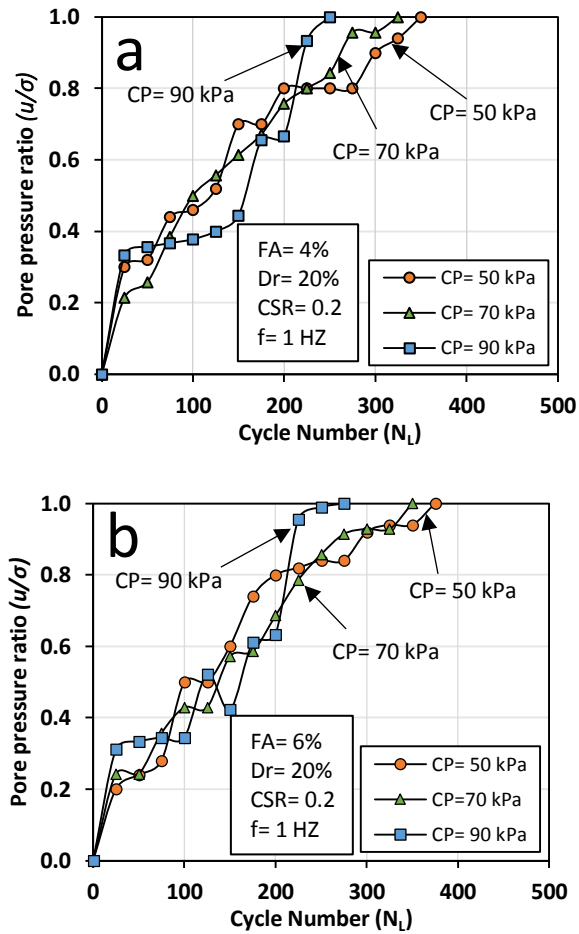 a
Pore pressure ratio (u/σ)
1.0
0.8
0.6
0.4
0.2
0.0
CP= 90 kPa
CP= 50 kPa
CP= 70 kPa
FA= 4%
Dr= 20%
CSR= 0.2
f= 1 HZ
CP= 50 kPa
CP= 70 kPa
CP= 90 kPa
0 100 200 300 400 500
Cycle Number (NL)
b
Pore pressure ratio (u/σ)
1.0
0.8
0.6
0.4
0.2
0.0
CP= 90 kPa
CP= 50 kPa
CP= 70 kPa
FA= 6%
Dr= 20%
CSR= 0.2
f= 1 HZ
CP= 50 kPa
CP=70 kPa
CP= 90 kPa
0 100 200 300 400 500
Cycle Number (NL)